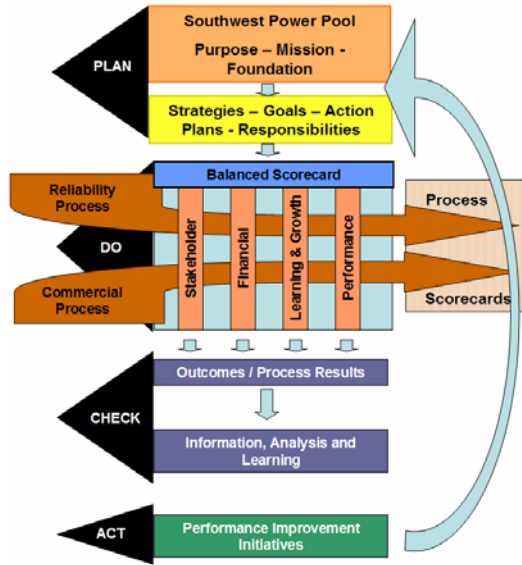 Southwest Power Pool
Purpose – Mission -
Foundation
PLAN
Strategies – Goals – Action
Plans - Responsibilities
Balanced Scorecard
Reliability
Process
Process
DO
Stakeholder
Financial
Learning & Growth
Performance
Commercial
Process
Scorecards
Outcomes / Process Results
CHECK
Information, Analysis and
Learning
ACT
Performance Improvement
Initiatives